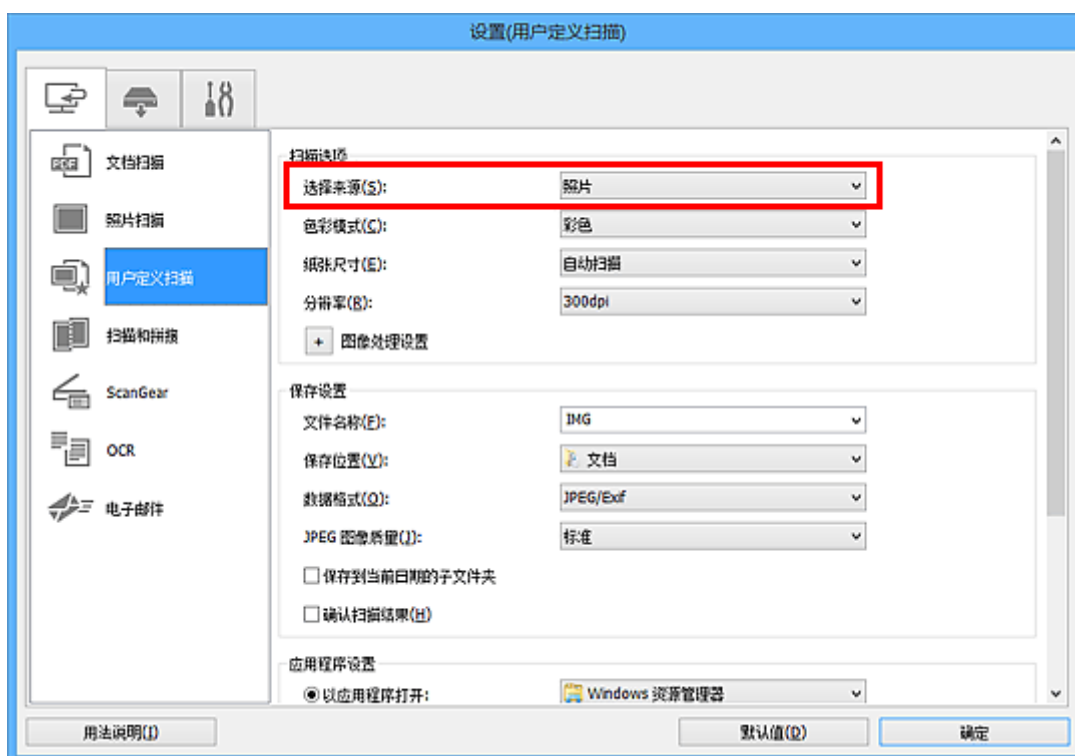 设置(用户定义扫描)
文档扫描
照片扫描
用户定义扫描
扫描和拼接
ScanGear
OCR
电子邮件
扫描选项
选择来源(S): 照片
色彩模式(C): 彩色
纸张尺寸(E): 自动扫描
分辨率(R): 300dpi
+ 图像处理设置
保存设置
文件名称(F): IMG
保存位置(V): 文档
数据格式(O): JPEG/Exif
JPEG 图像质量(J): 标准
保存到当前日期的子文件夹
确认扫描结果(H)
应用程序设置
以应用程序打开: Windows 资源管理器
用法说明(I) 默认值(D) 确定